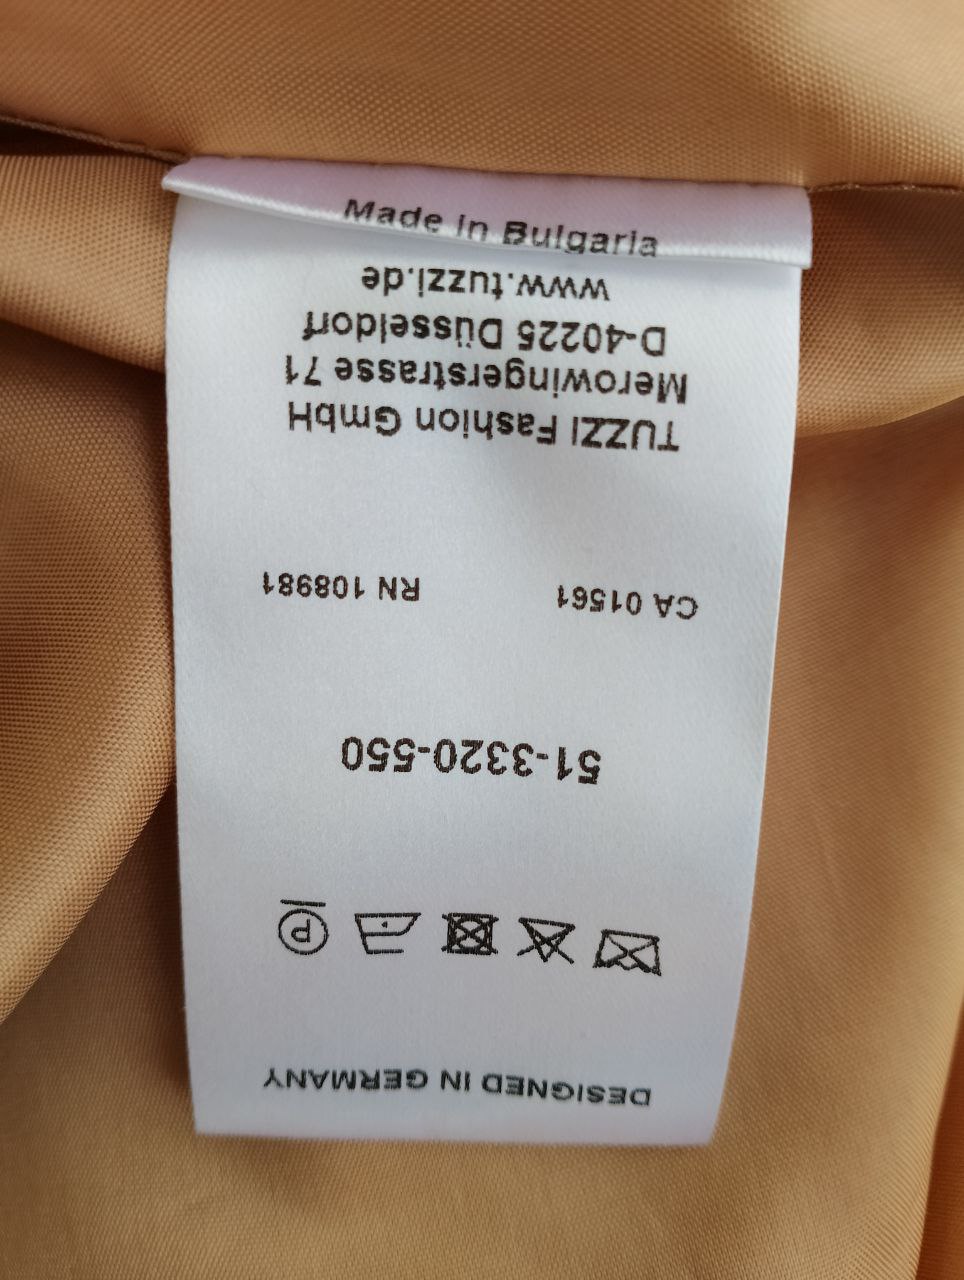 DESIGNED IN GERMANY
P
51-3320-550
CA 01561 RN 108981
TUZZI Fashion GmbH
Merowingerstrasse 71
D-40225 Düsseldorf
www.tuzzi.de
Made in Bulgaria